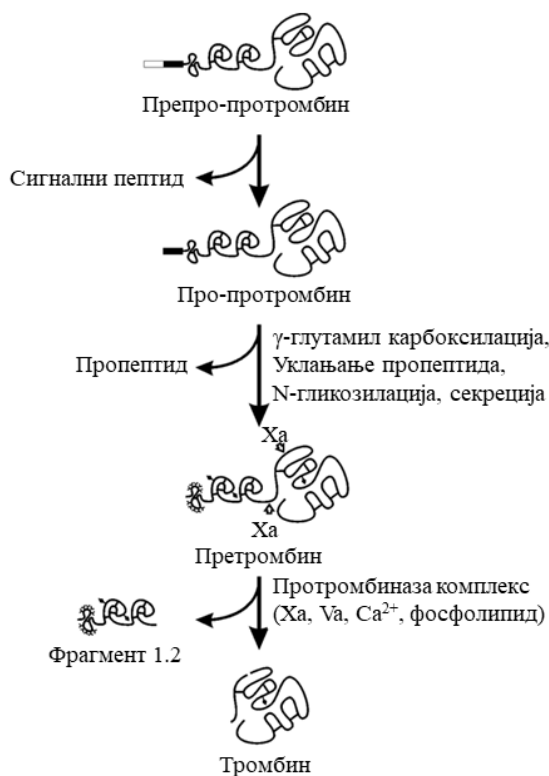 Препро-протромбин
Сигнални пептид
Про-протромбин
γ-глутамил карбоксилација,
Пропептид
Уклањање пропептида,
N-гликозилација, секреција
Xa
Xa
Претромбин
Протромбиназа комплекс
(Xa, Va, Ca²⁺, фосфолипид)
Фрагмент 1.2
Тромбин